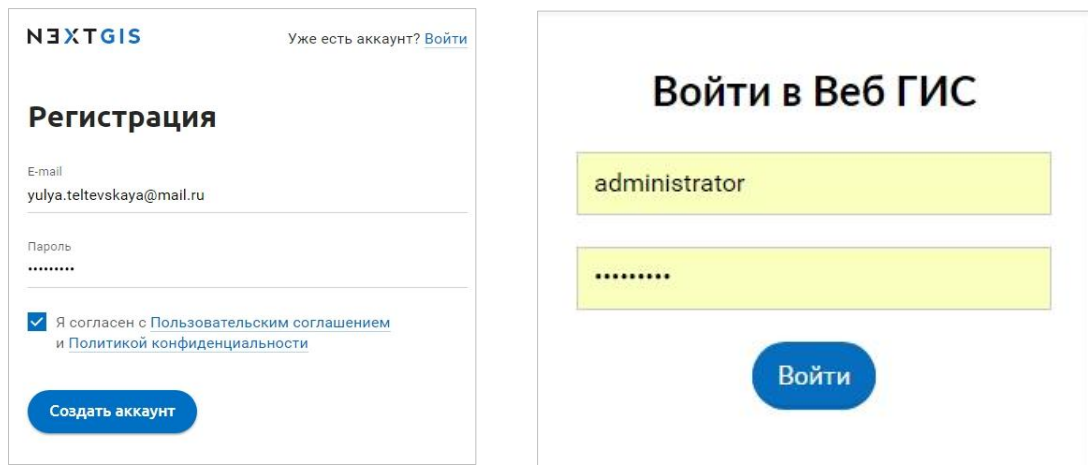 NEXTGIS
Уже есть аккаунт? Войти
Регистрация
E-mail
yulya.teltevskaya@mail.ru
Пароль
•••••••••
Я согласен с Пользовательским соглашением
и Политикой конфиденциальности
Создать аккаунт
Войти в Веб ГИС
administrator
•••••••••
Войти